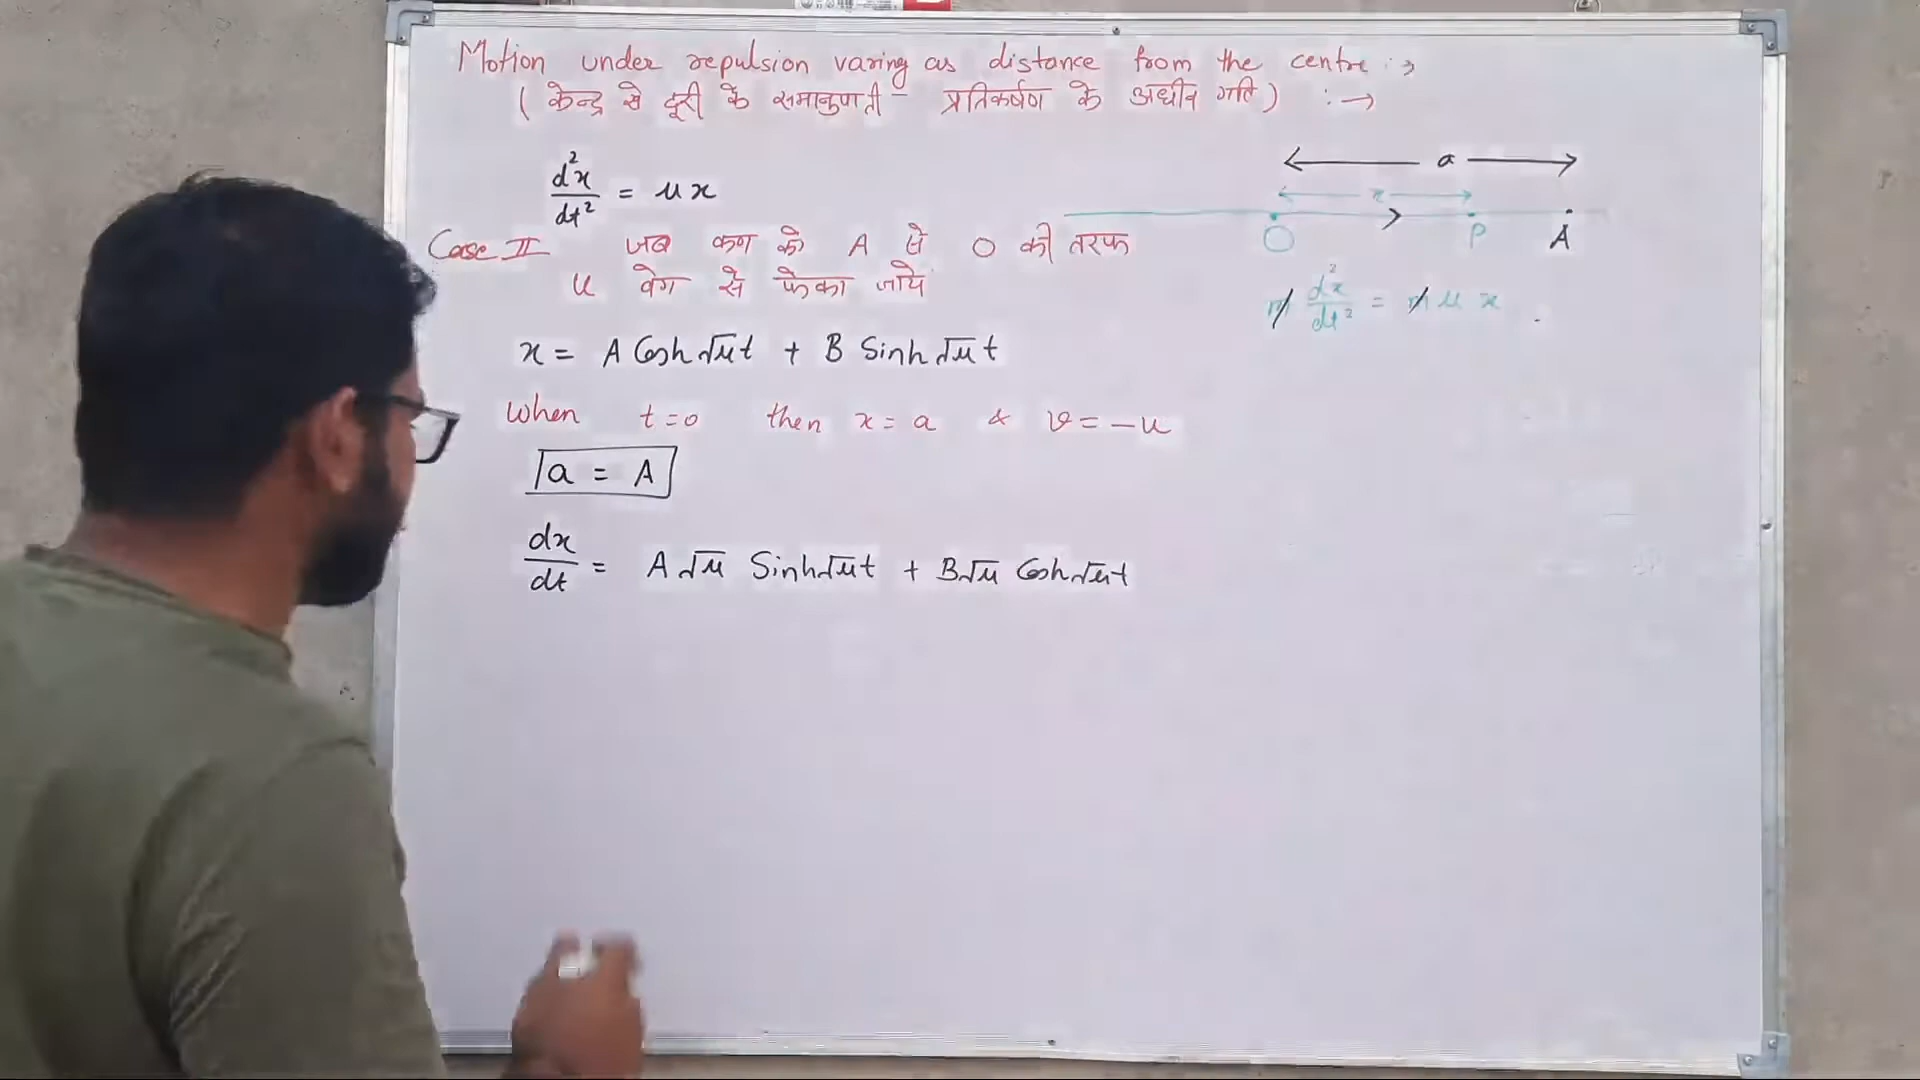 Motion under repulsion varing as distance from the centre :→
( केन्द्र से दूरी के समानुपाती प्रतिकर्षण के अधीन गति ) :→
d²x/dt² = μx
← a →
← x →
O P A
Case II जब कण को A से O की तरफ
u वेग से फेका जाये
m d²x/dt² = m μ x
x = A Cosh√μt + B Sinh√μt
When t=0 then x = a & v = -u
a = A
dx/dt = A√μ Sinh√μt + B√μ Cosh√μt